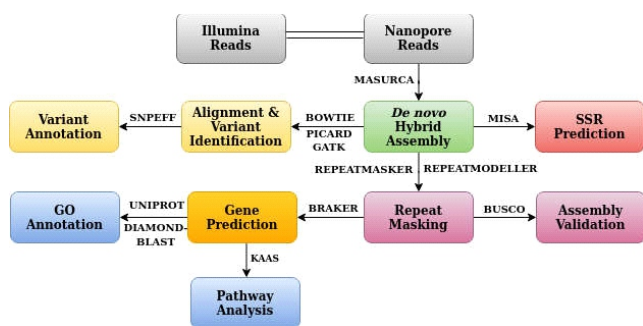 Illumina
Reads
Nanopore
Reads
MASURCA
Variant
Annotation
SNPEFF
Alignment &
Variant
Identification
BOWTIE
PICARD
GATK
De novo
Hybrid
Assembly
MISA
SSR
Prediction
REPEATMASKER
REPEATMODELLER
GO
Annotation
UNIPROT
DIAMOND-
BLAST
Gene
Prediction
BRAKER
Repeat
Masking
BUSCO
Assembly
Validation
KAAS
Pathway
Analysis